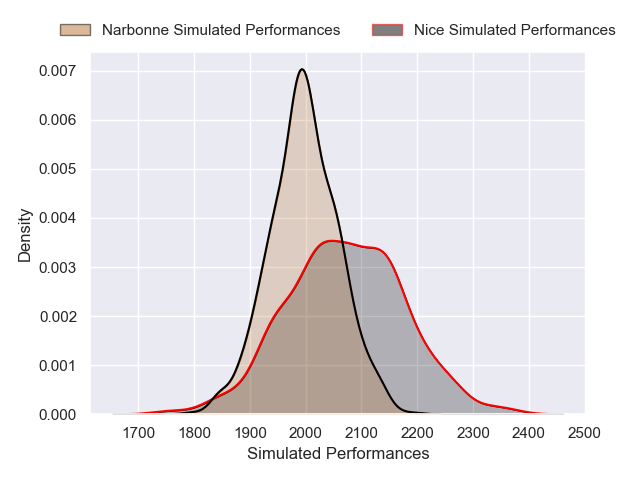 Narbonne Simulated Performances
Nice Simulated Performances
0.007
0.006
0.005
0.004
0.003
0.002
0.001
0.000
Density
1700 1800 1900 2000 2100 2200 2300 2400 2500
Simulated Performances